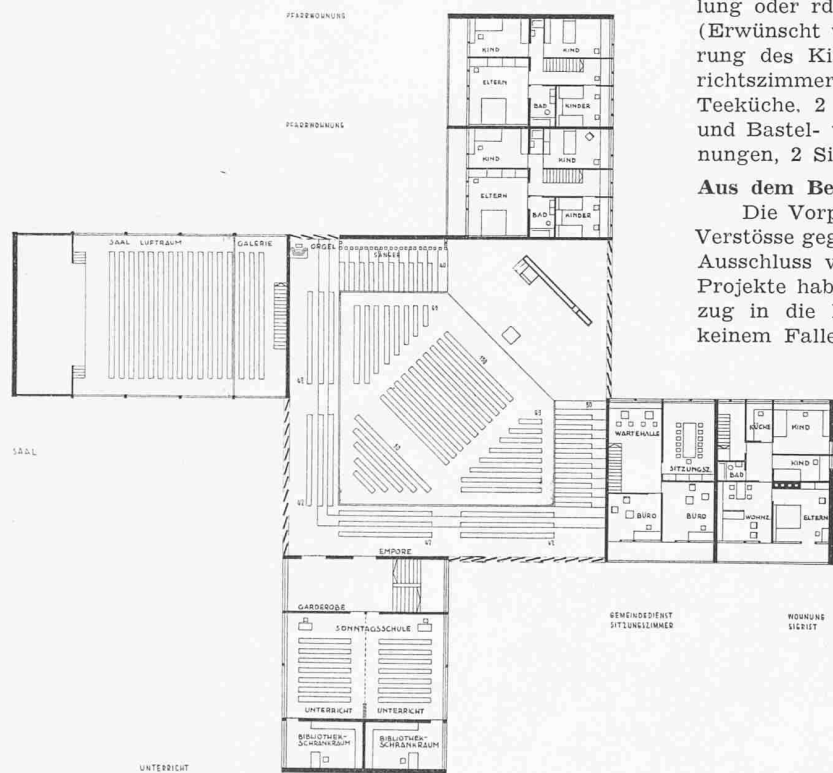 PFARRWOHNUNG
KIND KIND
ELTERN
BAD KINDER
PFARRWOHNUNG
KIND KIND
ELTERN
BAD KINDER
SAAL LUFTRAUM GALERIE
ORGEL
SÄNGER
40
SAAL
WARTEHALLE
SITZUNGSZ.
BÜRO BÜRO
KÜCHE KIND
BAD KIND
WOHNZ. ELTERN
EMPORE
GARDEROBE
SONNTAGSSCHULE
UNTERRICHT UNTERRICHT
BIBLIOTHEK-
SCHRANKRAUM
BIBLIOTHEK-
SCHRANKRAUM
GEMEINDEDIENST
SITZUNGSZIMMER
WOHNUNG
SIGRIST
UNTERRICHT
lung oder rd
(Erwünscht
rung des Ki
richtszimmer
Teeküche. 2
und Bastel-
nungen, 2 Si
Aus dem Be
Die Vorp
Verstösse geg
Ausschluss v
Projekte hab
zug in die
keinem Falle